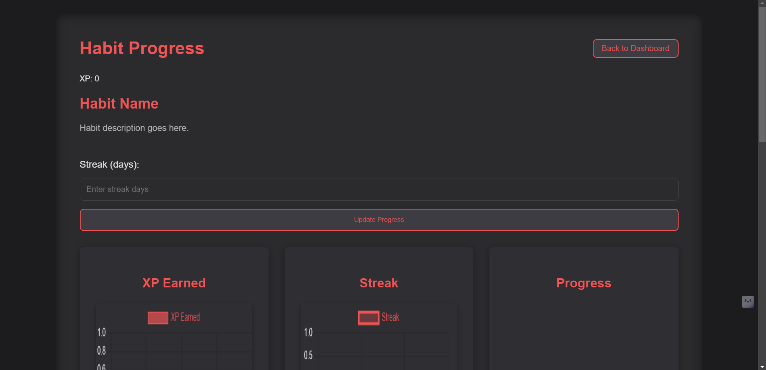 Habit Progress
Back to Dashboard
XP: 0
Habit Name
Habit description goes here.
Streak (days):
Enter streak days
Update Progress
XP Earned
Streak
Progress
XP Earned
Streak
1.0
1.0
0.8
0.5
0.6